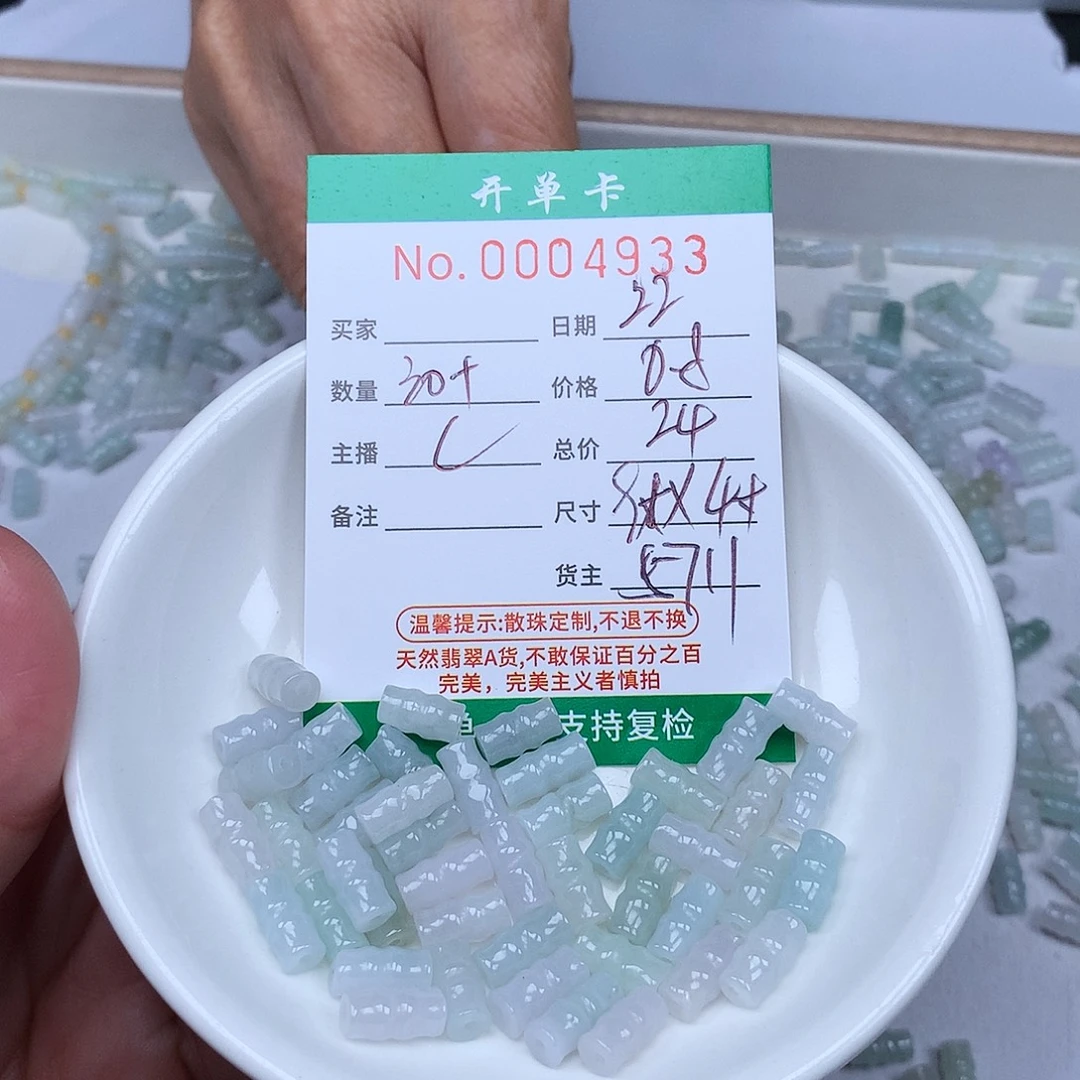 开单卡
No.0004933
买家 日期 22
数量 30+ 价格 0-8
主播 L 总价 24
备注 尺寸
货主 5711
温馨提示:散珠定制,不退不换
天然翡翠A货,不敢保证百分之百
完美，完美主义者慎拍
单 支持复检